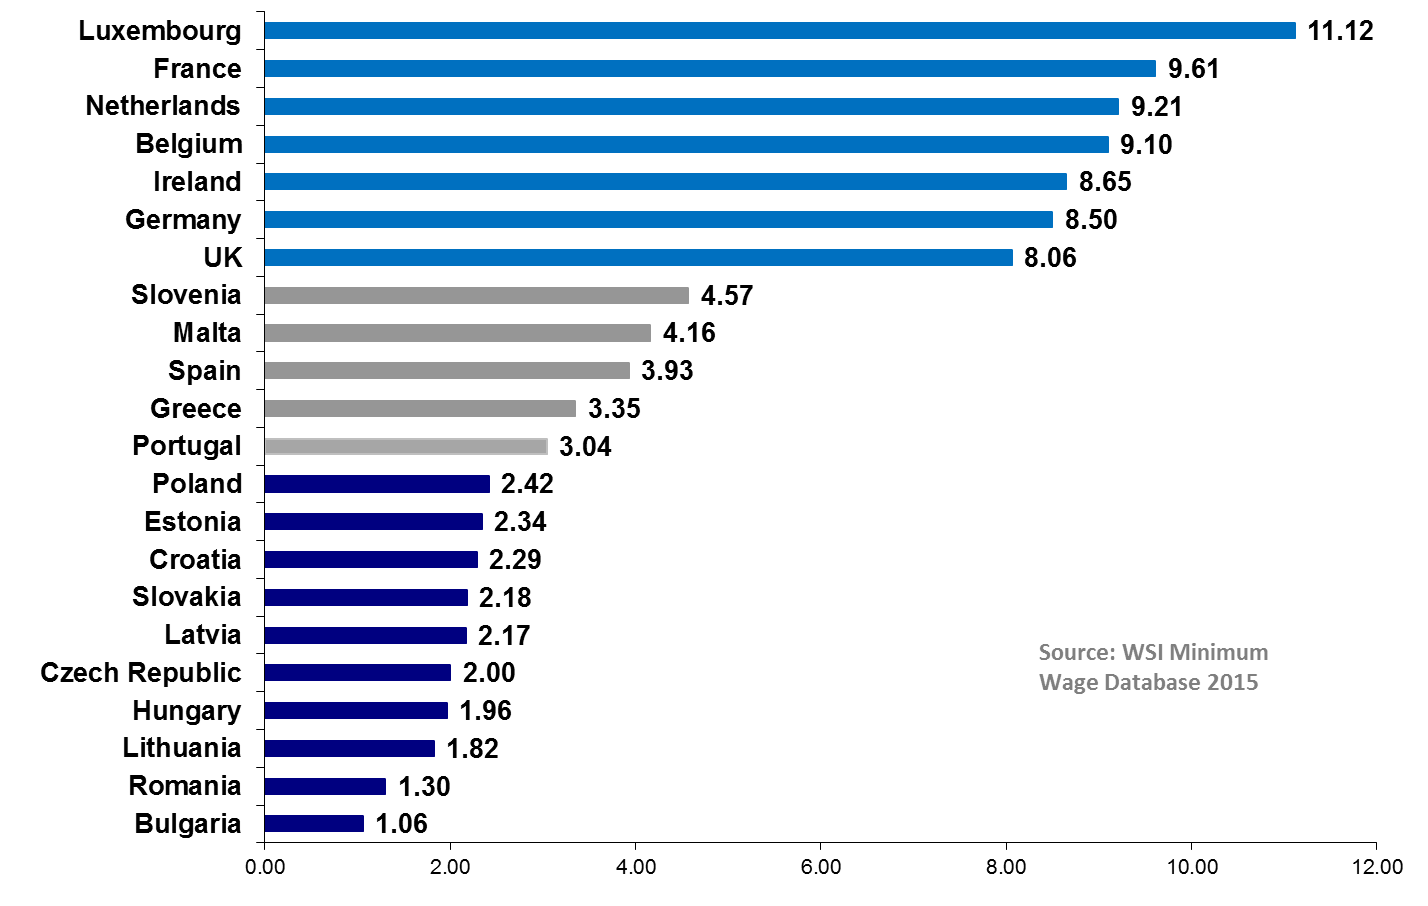 Luxembourg 11.12
France 9.61
Netherlands 9.21
Belgium 9.10
Ireland 8.65
Germany 8.50
UK 8.06
Slovenia 4.57
Malta 4.16
Spain 3.93
Greece 3.35
Portugal 3.04
Poland 2.42
Estonia 2.34
Croatia 2.29
Slovakia 2.18
Latvia 2.17
Czech Republic 2.00
Hungary 1.96
Lithuania 1.82
Romania 1.30
Bulgaria 1.06
Source: WSI Minimum
Wage Database 2015
0.00 2.00 4.00 6.00 8.00 10.00 12.00